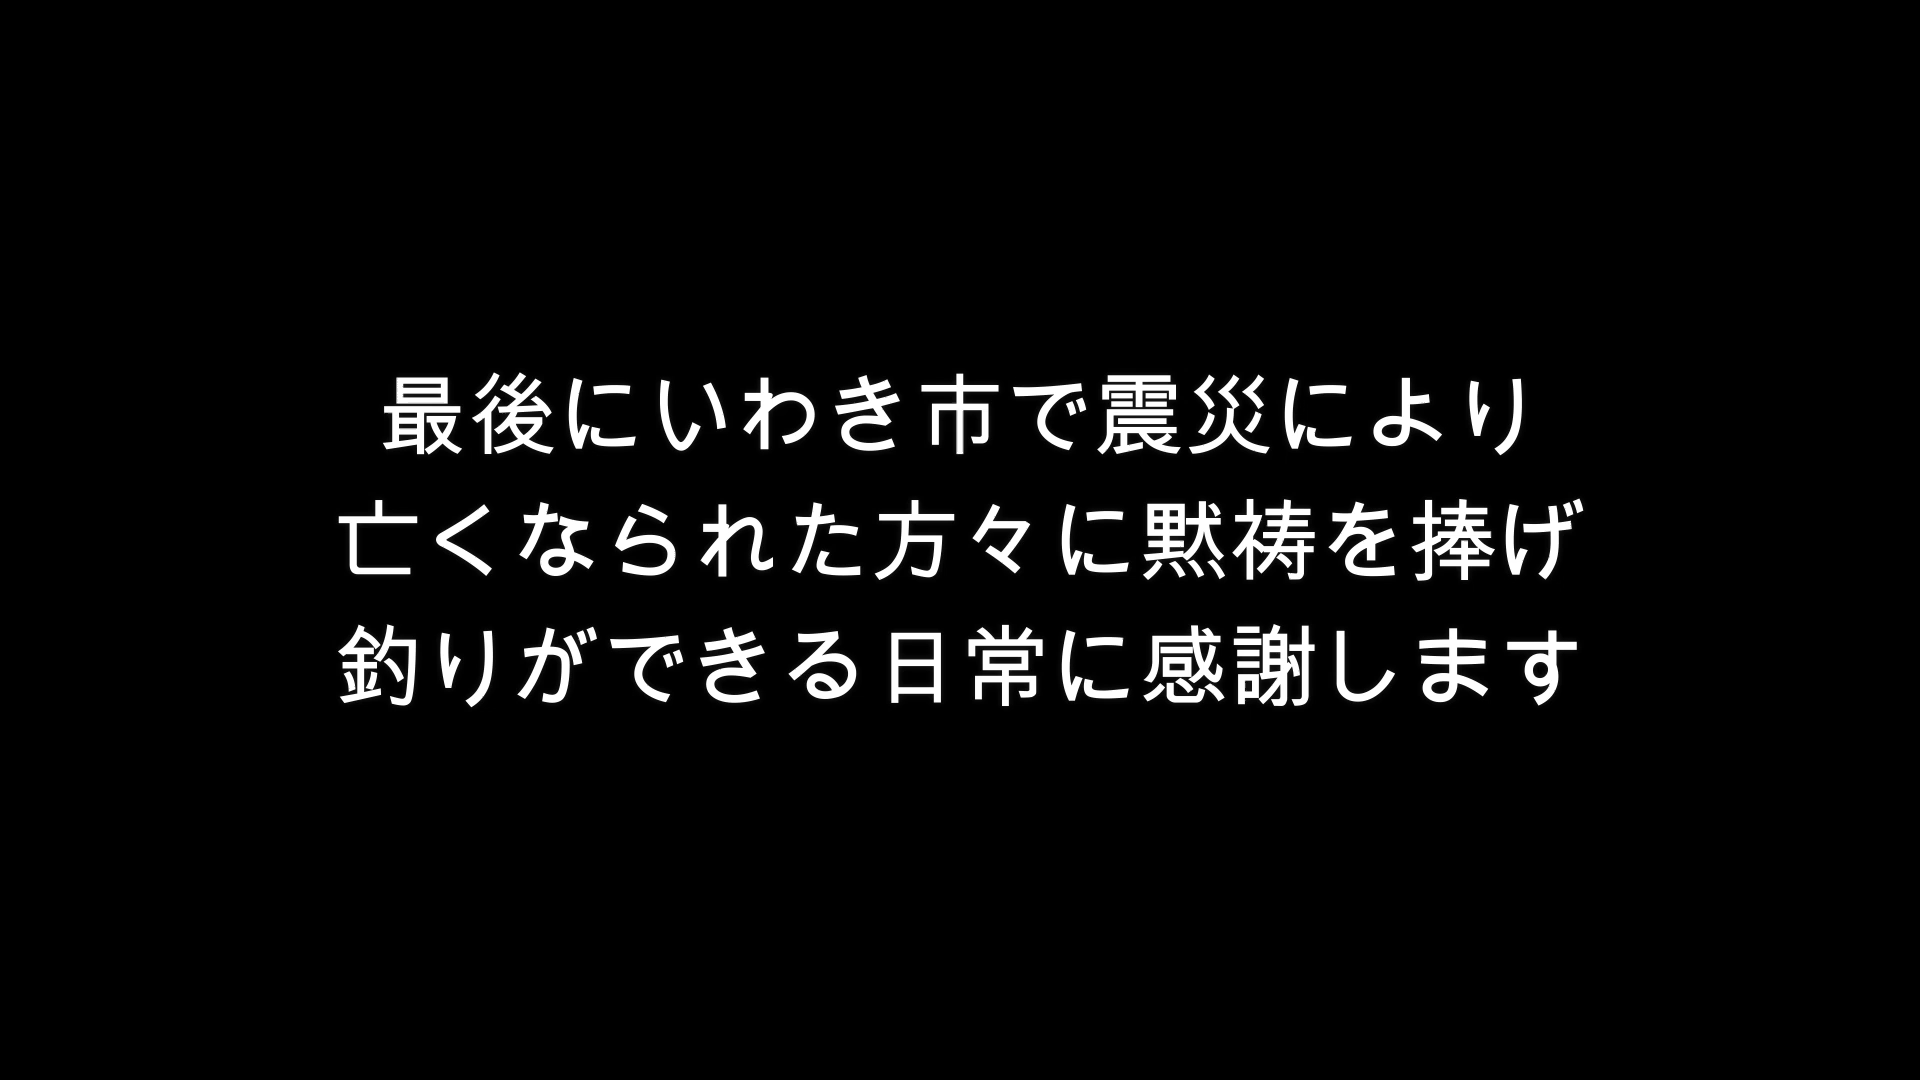 最後にいわき市で震災により
亡くなられた方々に黙祷を捧げ
釣りができる日常に感謝します